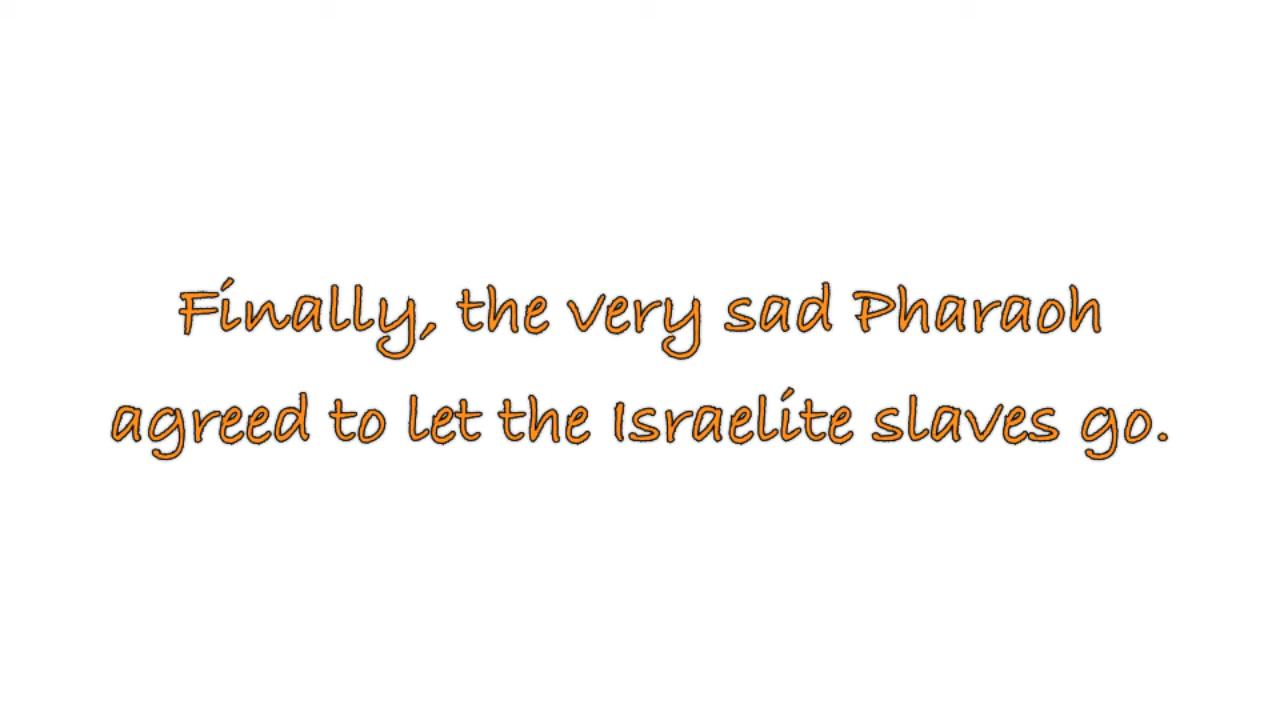 Finally, the very sad Pharaoh
agreed to let the Israelite slaves go.